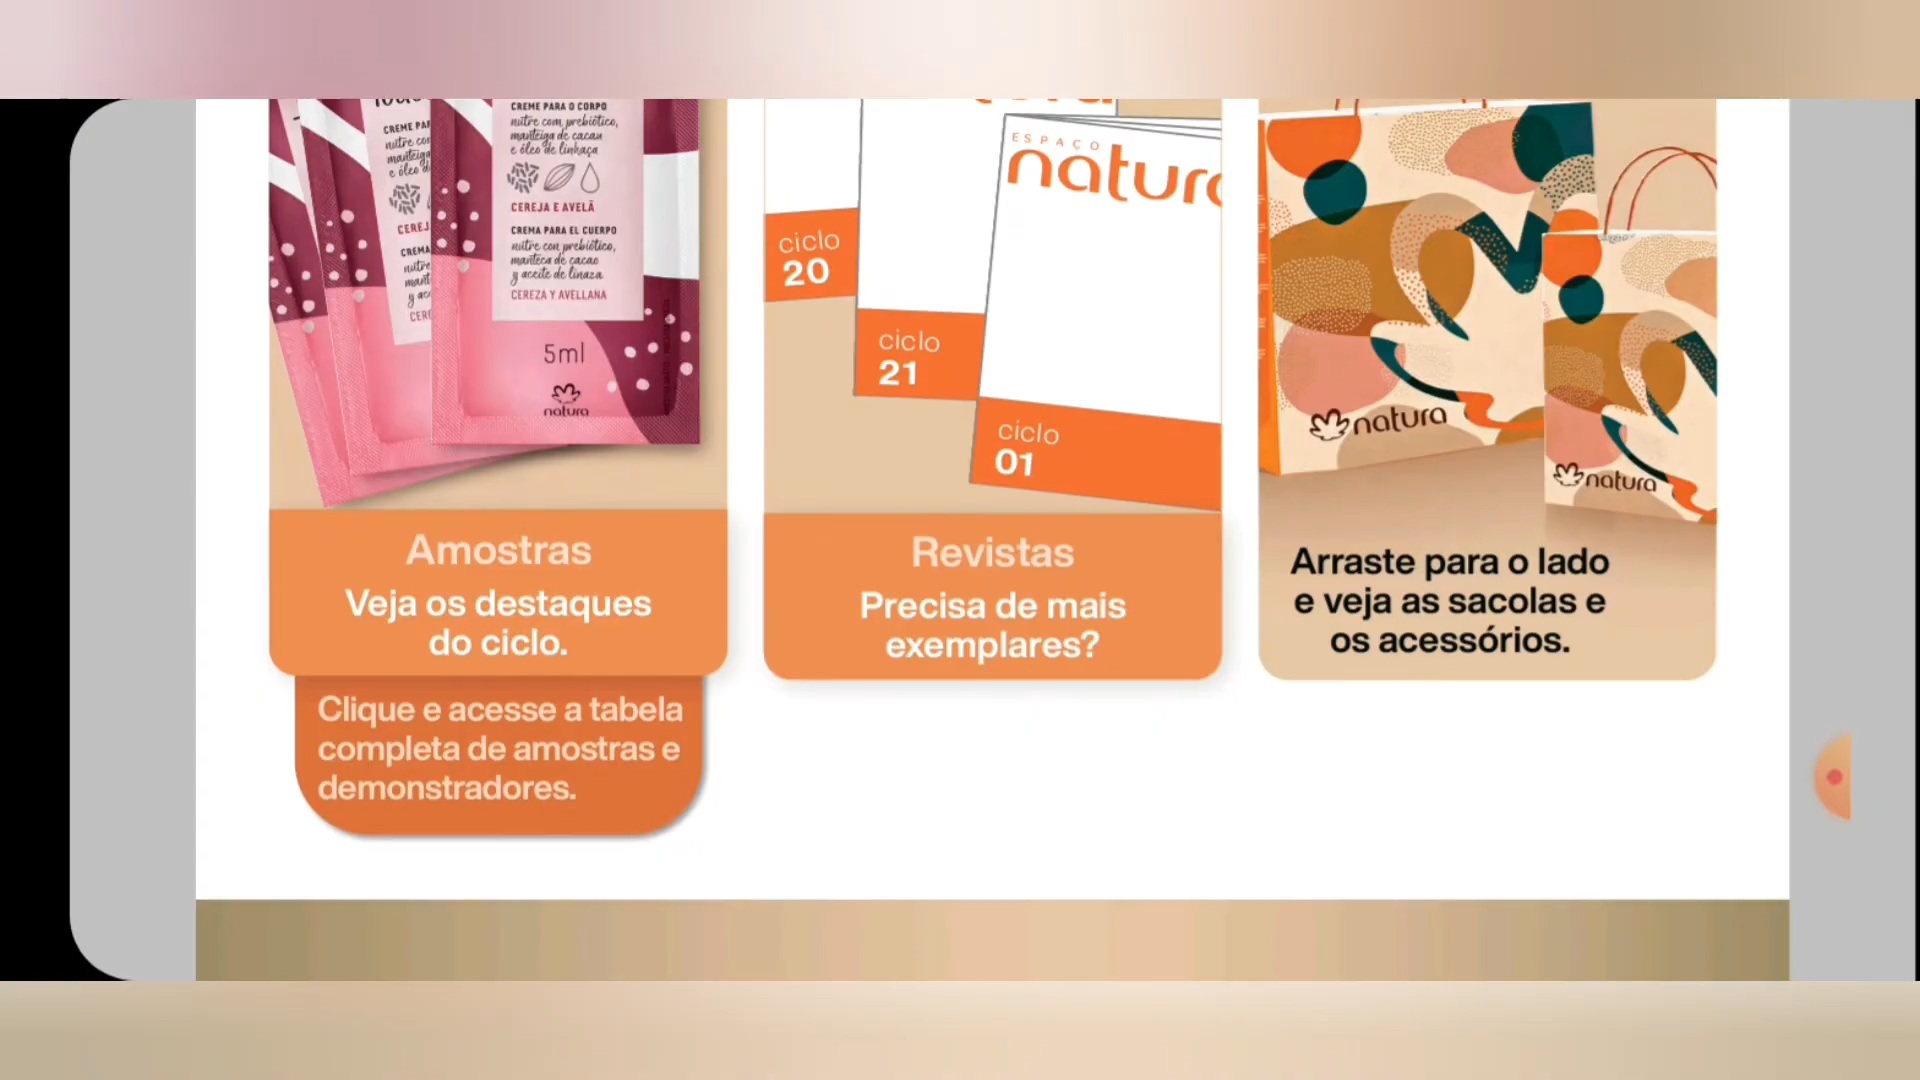 CREME PARA O CORPO
nutre com prebiótico,
manteiga de cacau
e óleo de linhaça
CEREJA E AVELÃ
CREMA PARA EL CUERPO
nutre con prebiótico,
manteca de cacao
y aceite de linaza
CEREZA Y AVELLANA
5ml
natura
Amostras
Veja os destaques
do ciclo.
Clique e acesse a tabela
completa de amostras e
demonstradores.
ciclo
20
ciclo
21
ESPAÇO
natura
ciclo
01
Revistas
Precisa de mais
exemplares?
natura
natura
Arraste para o lado
e veja as sacolas e
os acessórios.